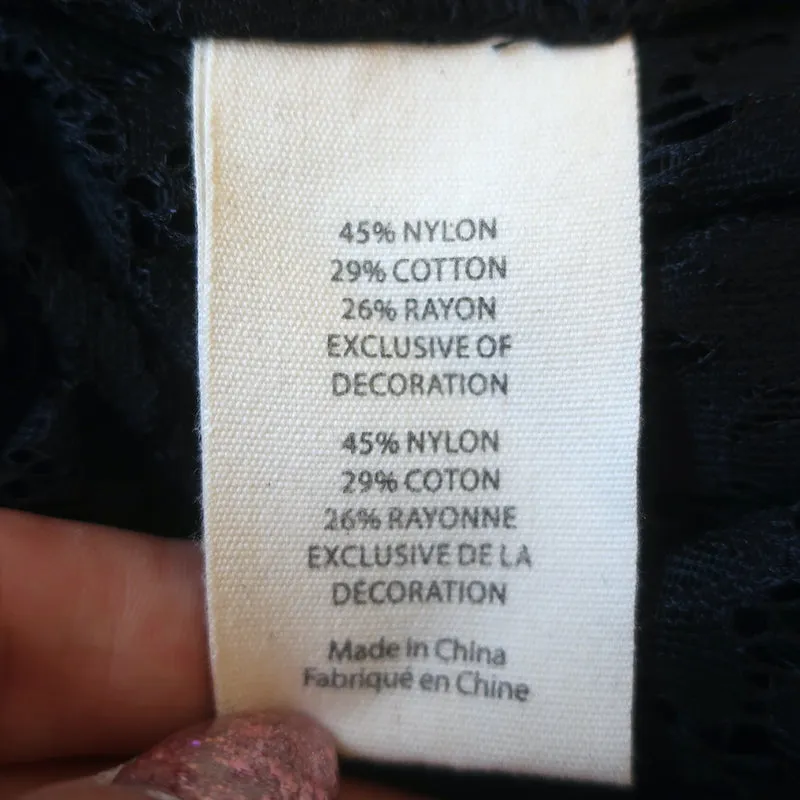 45% NYLON
29% COTTON
26% RAYON
EXCLUSIVE OF
DECORATION
45% NYLON
29% COTON
26% RAYONNE
EXCLUSIVE DE LA
DÉCORATION
Made in China
Fabriqué en Chine